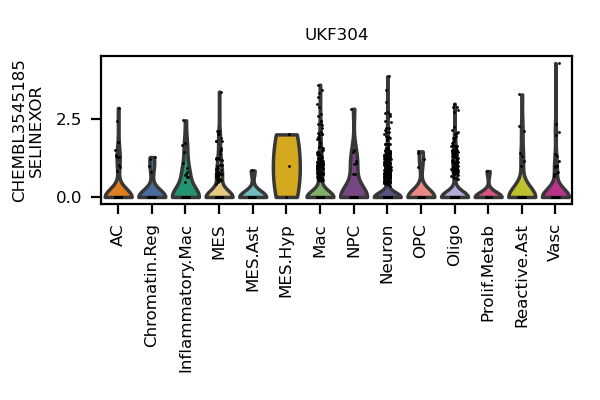 UKF304
CHEMBL3545185
SELINEXOR
2.5
0.0
AC
Chromatin.Reg
Inflammatory.Mac
MES
MES.Ast
MES.Hyp
Mac
NPC
Neuron
OPC
Oligo
Prolif.Metab
Reactive.Ast
Vasc